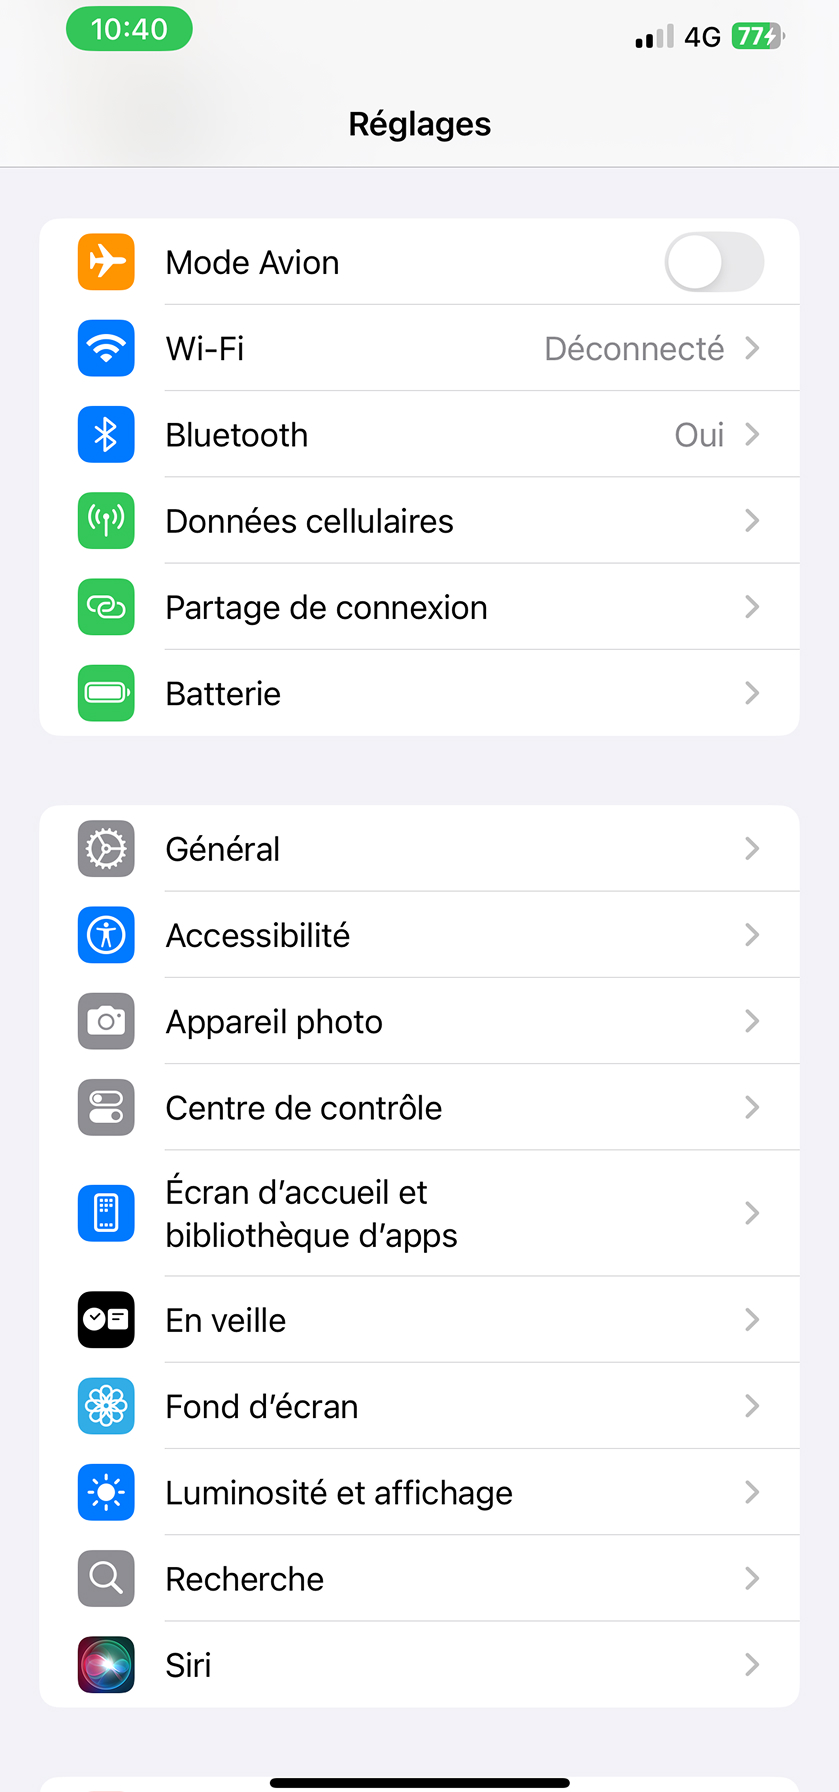 10:40
4G 77
Réglages
Mode Avion
Wi-Fi Déconnecté
Bluetooth Oui
Données cellulaires
Partage de connexion
Batterie
Général
Accessibilité
Appareil photo
Centre de contrôle
Écran d’accueil et
bibliothèque d’apps
En veille
Fond d’écran
Luminosité et affichage
Recherche
Siri